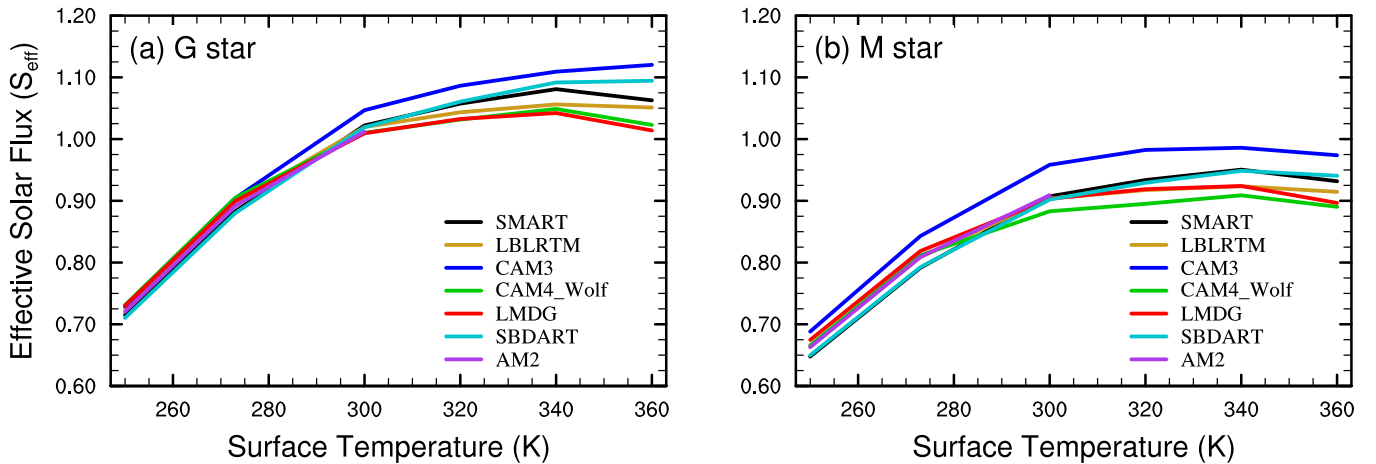 Effective Solar Flux (S_eff)
1.20
1.10
1.00
0.90
0.80
0.70
0.60
(a) G star
SMART
LBLRTM
CAM3
CAM4_Wolf
LMDG
SBDART
AM2
260 280 300 320 340 360
Surface Temperature (K)
1.20
1.10
1.00
0.90
0.80
0.70
0.60
(b) M star
SMART
LBLRTM
CAM3
CAM4_Wolf
LMDG
SBDART
AM2
260 280 300 320 340 360
Surface Temperature (K)